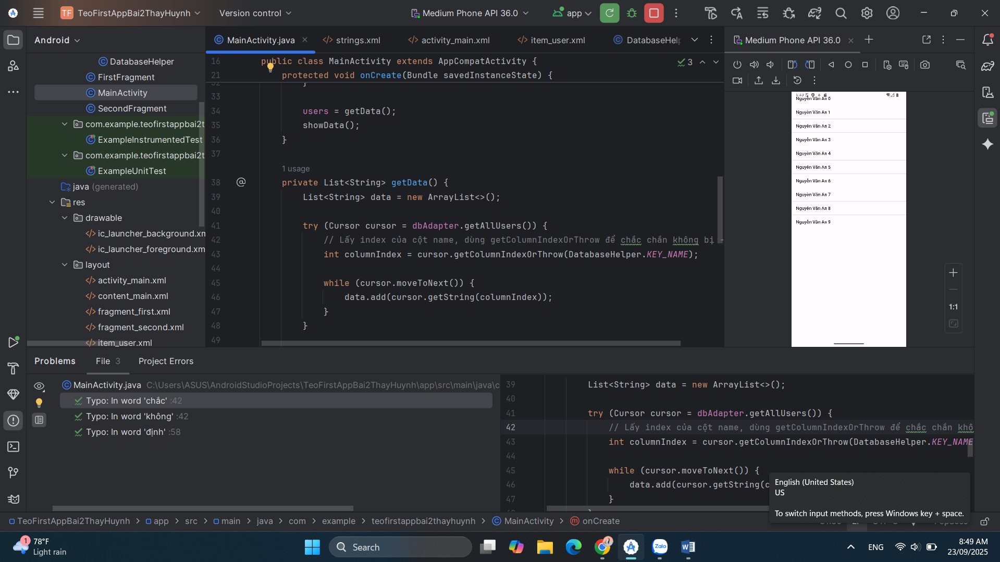 TF TeoFirstAppBai2ThayHuynh Version control Medium Phone API 36.0 app
Android
DatabaseHelper
FirstFragment
MainActivity
SecondFragment
com.example.teofirstappbai2t
ExampleInstrumentedTest
com.example.teofirstappbai2t
ExampleUnitTest
java (generated)
res
drawable
ic_launcher_background.xm
ic_launcher_foreground.xm
layout
activity_main.xml
content_main.xml
fragment_first.xml
fragment_second.xml
item_user.xml
MainActivity.java strings.xml activity_main.xml item_user.xml DatabaseHelp
16 public class MainActivity extends AppCompatActivity { 3
21 protected void onCreate(Bundle savedInstanceState) {
32 }
33
34 users = getData();
35 showData();
36 }
37
1 usage
38 @ private List<String> getData() {
39 List<String> data = new ArrayList<>();
40
41 try (Cursor cursor = dbAdapter.getAllUsers()) {
42 // Lấy index của cột name, dùng getColumnIndexOrThrow để chắc chắn không bị -
43 int columnIndex = cursor.getColumnIndexOrThrow(DatabaseHelper.KEY_NAME);
44
45 while (cursor.moveToNext()) {
46 data.add(cursor.getString(columnIndex));
47 }
48 }
49
Medium Phone API 36.0
8:49
Nguyễn Văn An 0
Nguyễn Văn An 1
Nguyễn Văn An 2
Nguyễn Văn An 3
Nguyễn Văn An 4
Nguyễn Văn An 5
Nguyễn Văn An 6
Nguyễn Văn An 7
Nguyễn Văn An 8
Nguyễn Văn An 9
1:1
Problems File 3 Project Errors
MainActivity.java C:\Users\ASUS\AndroidStudioProjects\TeoFirstAppBai2ThayHuynh\app\src\main\java\c
Typo: In word 'chắc' :42
Typo: In word 'không' :42
Typo: In word 'định' :58
39 List<String> data = new ArrayList<>();
40
41 try (Cursor cursor = dbAdapter.getAllUsers()) {
42 // Lấy index của cột name, dùng getColumnIndexOrThrow để chắc chắn khô
43 int columnIndex = cursor.getColumnIndexOrThrow(DatabaseHelper.KEY_NAME
44
45 while (cursor.moveToNext()) {
46 data.add(cursor.getString(c
47 }
English (United States)
US
To switch input methods, press Windows key + space.
TeoFirstAppBai2ThayHuynh > app > src > main > java > com > example > teofirstappbai2thayhuynh > MainActivity > onCreate
1 78°F
Light rain
Search
Zalo
ENG
8:49 AM
23/09/2025